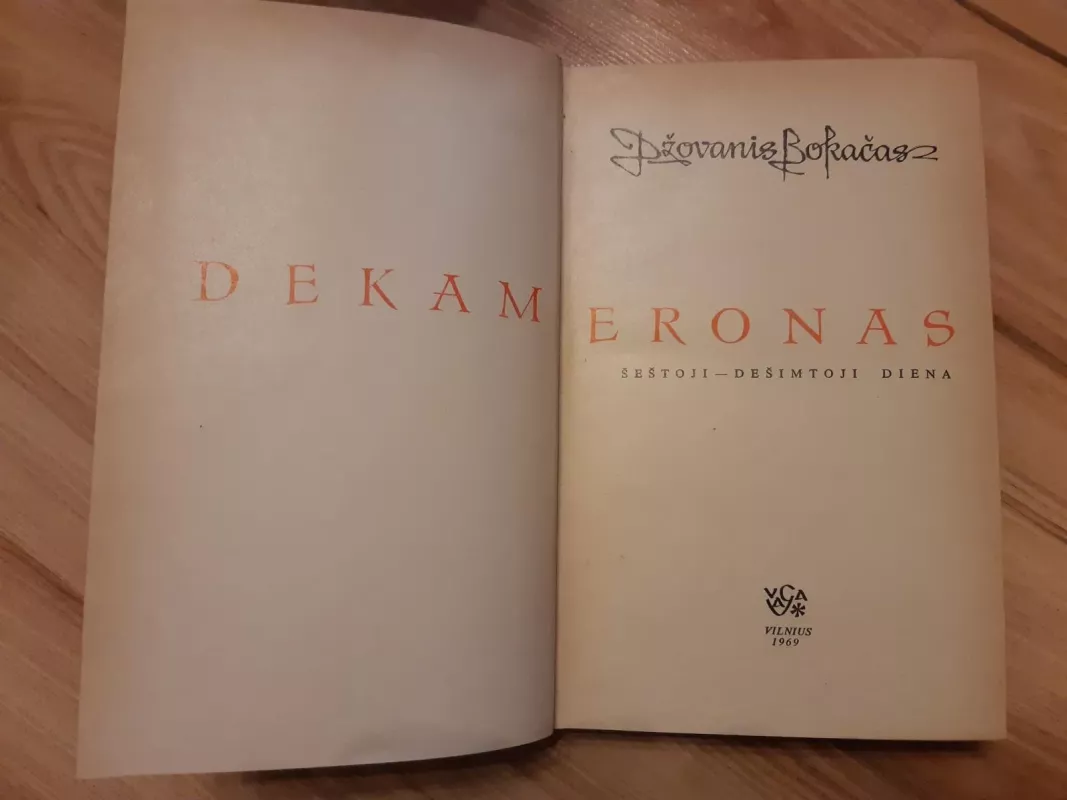 Džovanis Bokačas
DEKAMERONAS
ŠEŠTOJI—DEŠIMTOJI DIENA
VAGA
VILNIUS
1969